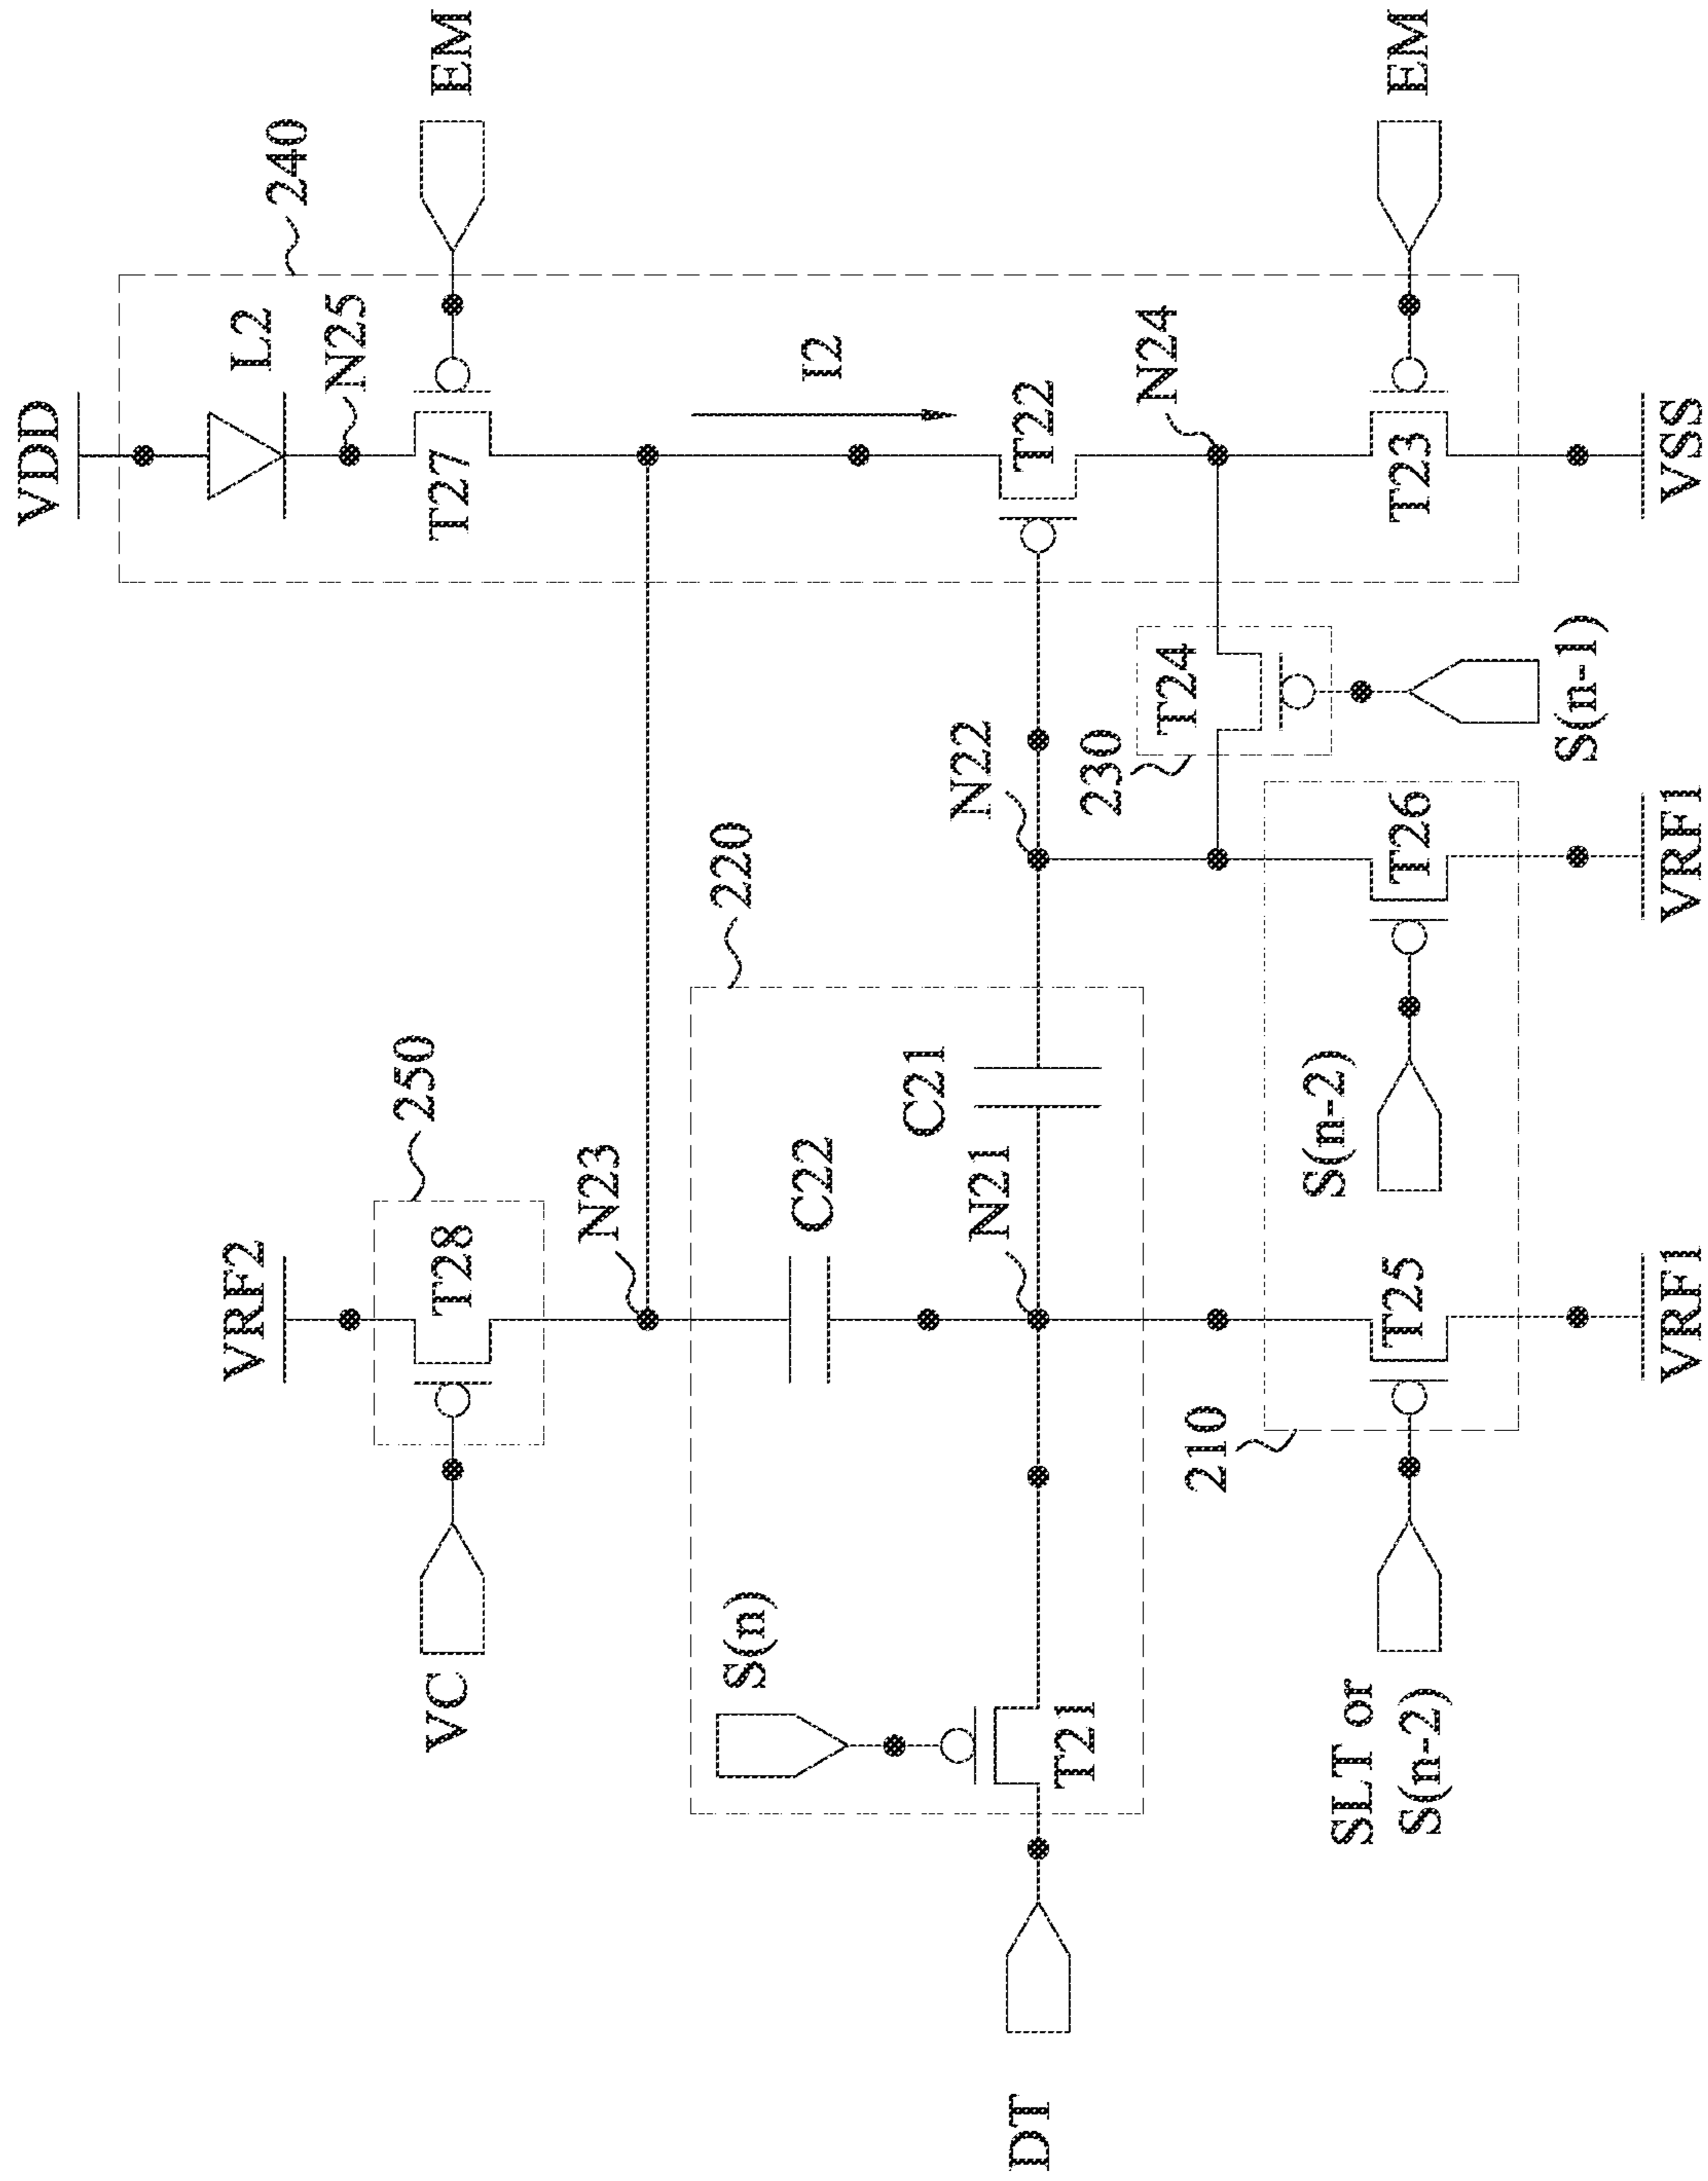 VDD
240
L2
N25
EM
T27
I2
VRF2
250
T28
VC
N23
220
C22
C21
N22
T22
N24
230
T24
S(n)
N21
T21
DT
210
S(n-2)
S(n-1)
T23
EM
SLT or
S(n-2)
T25
T26
VRF1
VRF1
VSS